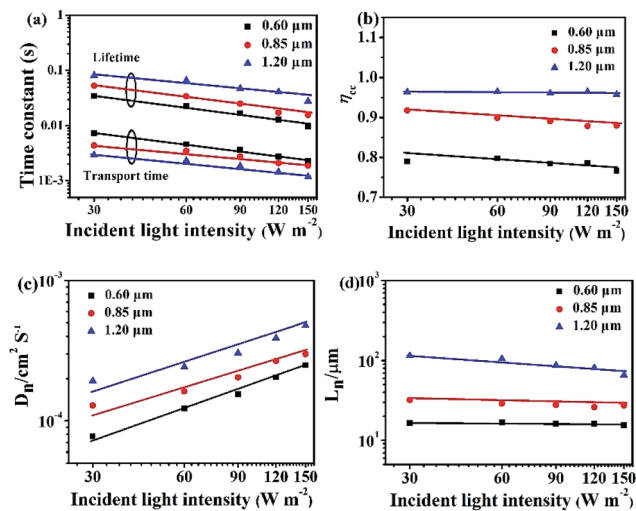 (a)
0.60 µm
0.85 µm
1.20 µm
Lifetime
Transport time
Time constant (s)
1
0.1
0.01
1E-3
30
60
90
120
150
Incident light intensity (W m-2)
(b)
0.60 µm
0.85 µm
1.20 µm
ηcc
1.1
1.0
0.9
0.8
0.7
30
60
90
120
150
Incident light intensity (W m-2)
(c)
0.60 µm
0.85 µm
1.20 µm
Dn/cm2 S-1
10-3
10-4
30
60
90
120
150
Incident light intensity (W m-2)
(d)
0.60 µm
0.85 µm
1.20 µm
Ln/µm
103
102
101
30
60
90
120
150
Incident light intensity (W m-2)